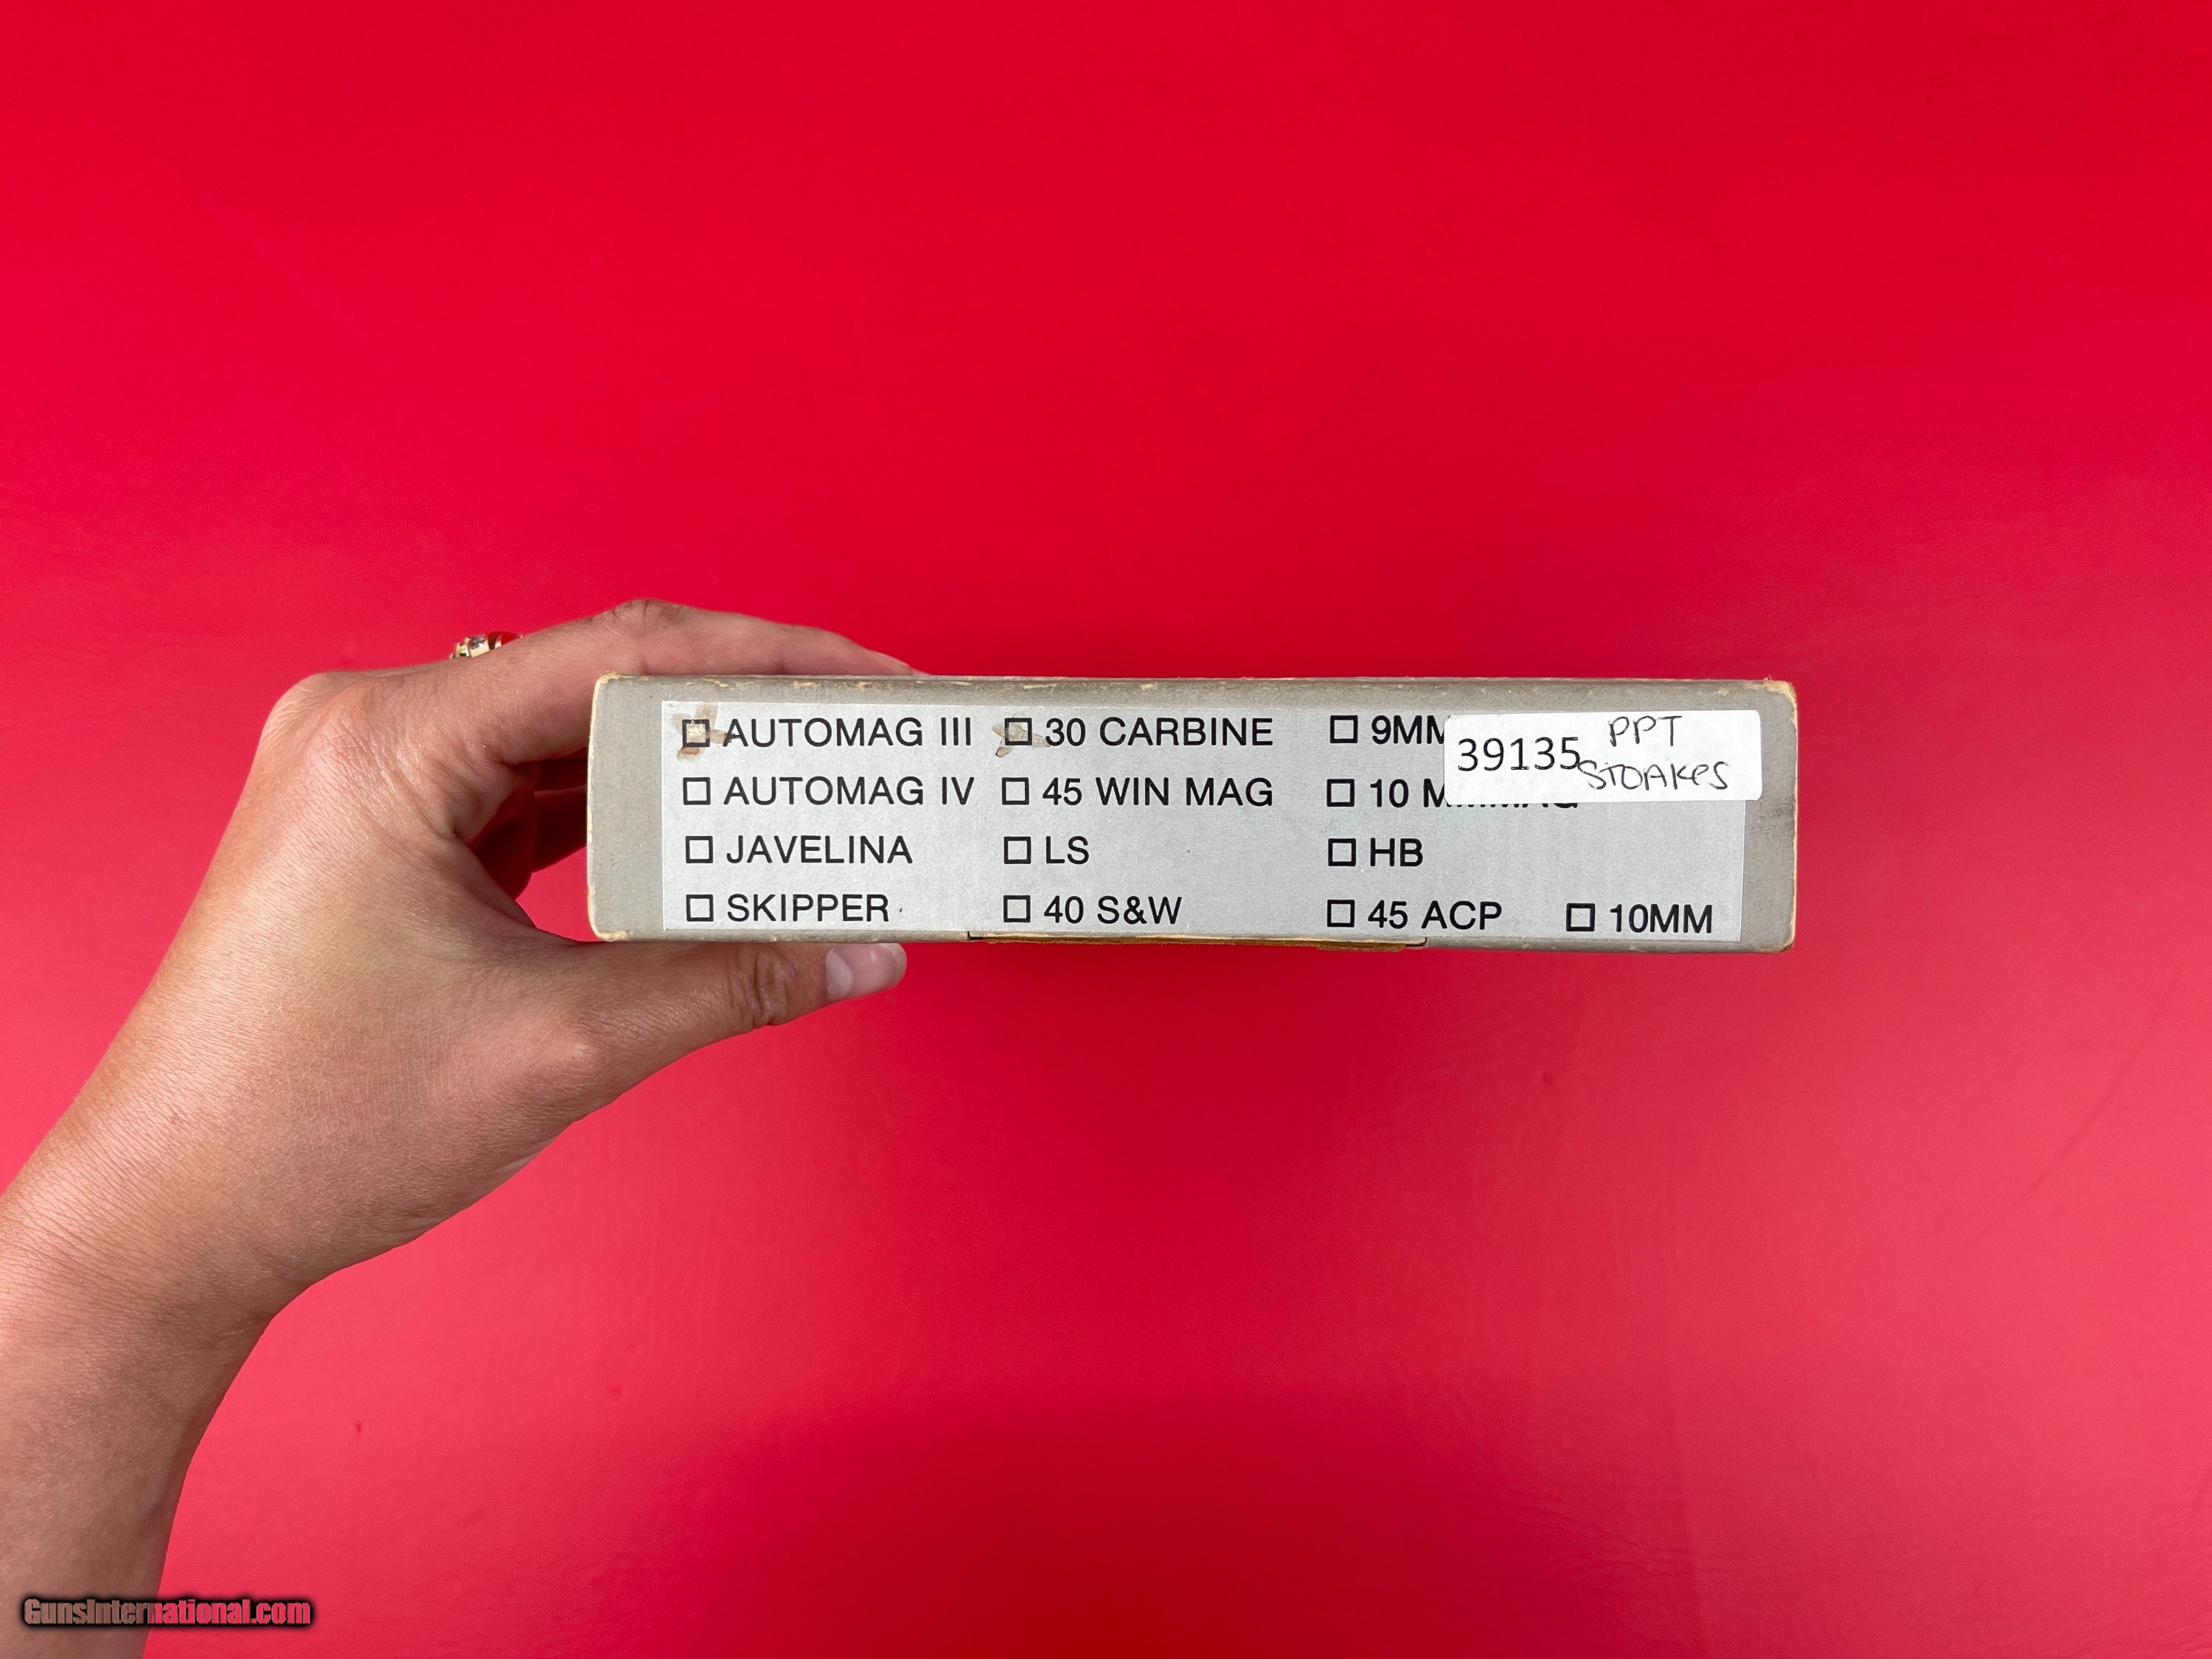 ☐ AUTOMAG III ☐ 30 CARBINE ☐ 9MM
39135 PPT
STOAKES
☐ AUTOMAG IV ☐ 45 WIN MAG ☐ 10 MMMAG
☐ JAVELINA ☐ LS ☐ HB
☐ SKIPPER ☐ 40 S&W ☐ 45 ACP ☐ 10MM
GunsInternational.com